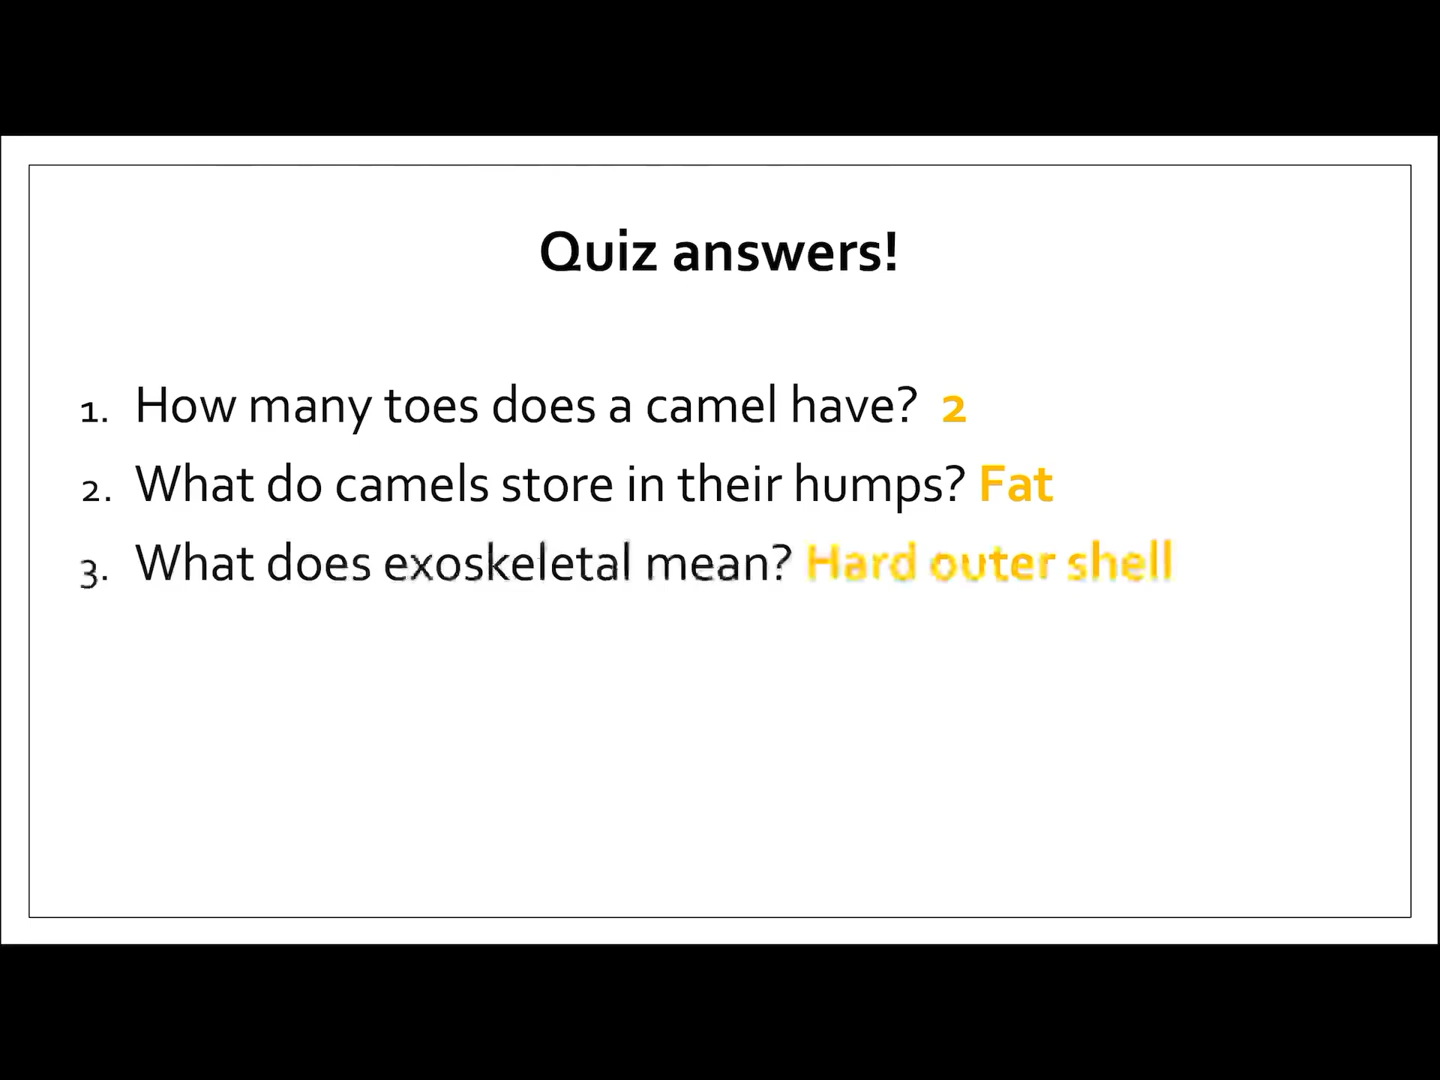 Quiz answers!
1. How many toes does a camel have? 2
2. What do camels store in their humps? Fat
3. What does exoskeletal mean? Hard outer shell